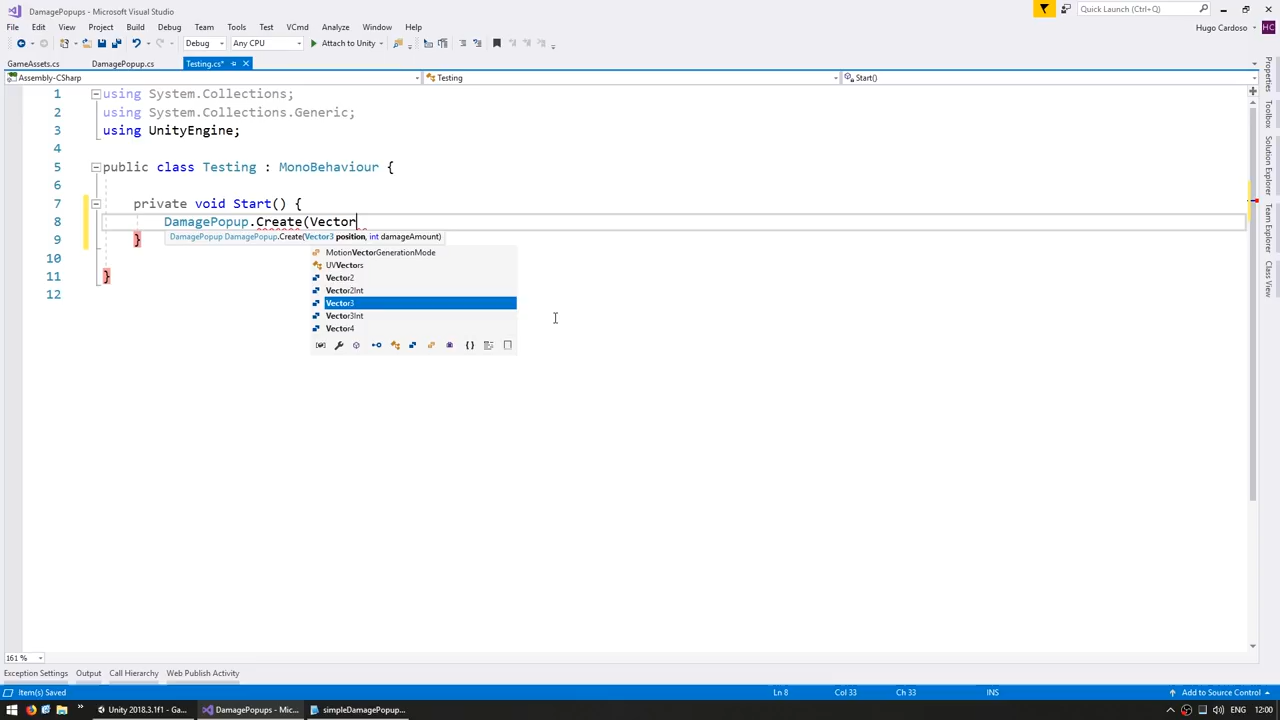 DamagePopups - Microsoft Visual Studio
Quick Launch (Ctrl+Q)
File Edit View Project Build Debug Team Tools Test VCmd Analyze Window Help
Hugo Cardoso HC
Debug Any CPU Attach to Unity
GameAssets.cs DamagePopup.cs Testing.cs*
Assembly-CSharp Testing Start()
1 using System.Collections;
2 using System.Collections.Generic;
3 using UnityEngine;
4
5 public class Testing : MonoBehaviour {
6
7 private void Start() {
8 DamagePopup.Create(Vector
9 }
DamagePopup DamagePopup.Create(Vector3 position, int damageAmount)
10
11 }
12
MotionVectorGenerationMode
UVVectors
Vector2
Vector2Int
Vector3
Vector3Int
Vector4
Properties
Toolbox
Solution Explorer
Team Explorer
Class View
161 %
Exception Settings Output Call Hierarchy Web Publish Activity
Item(s) Saved Ln 8 Col 33 Ch 33 INS Add to Source Control
Unity 2018.3.1f1 - Ga... DamagePopups - Mic... simpleDamagePopup... ENG 12:00